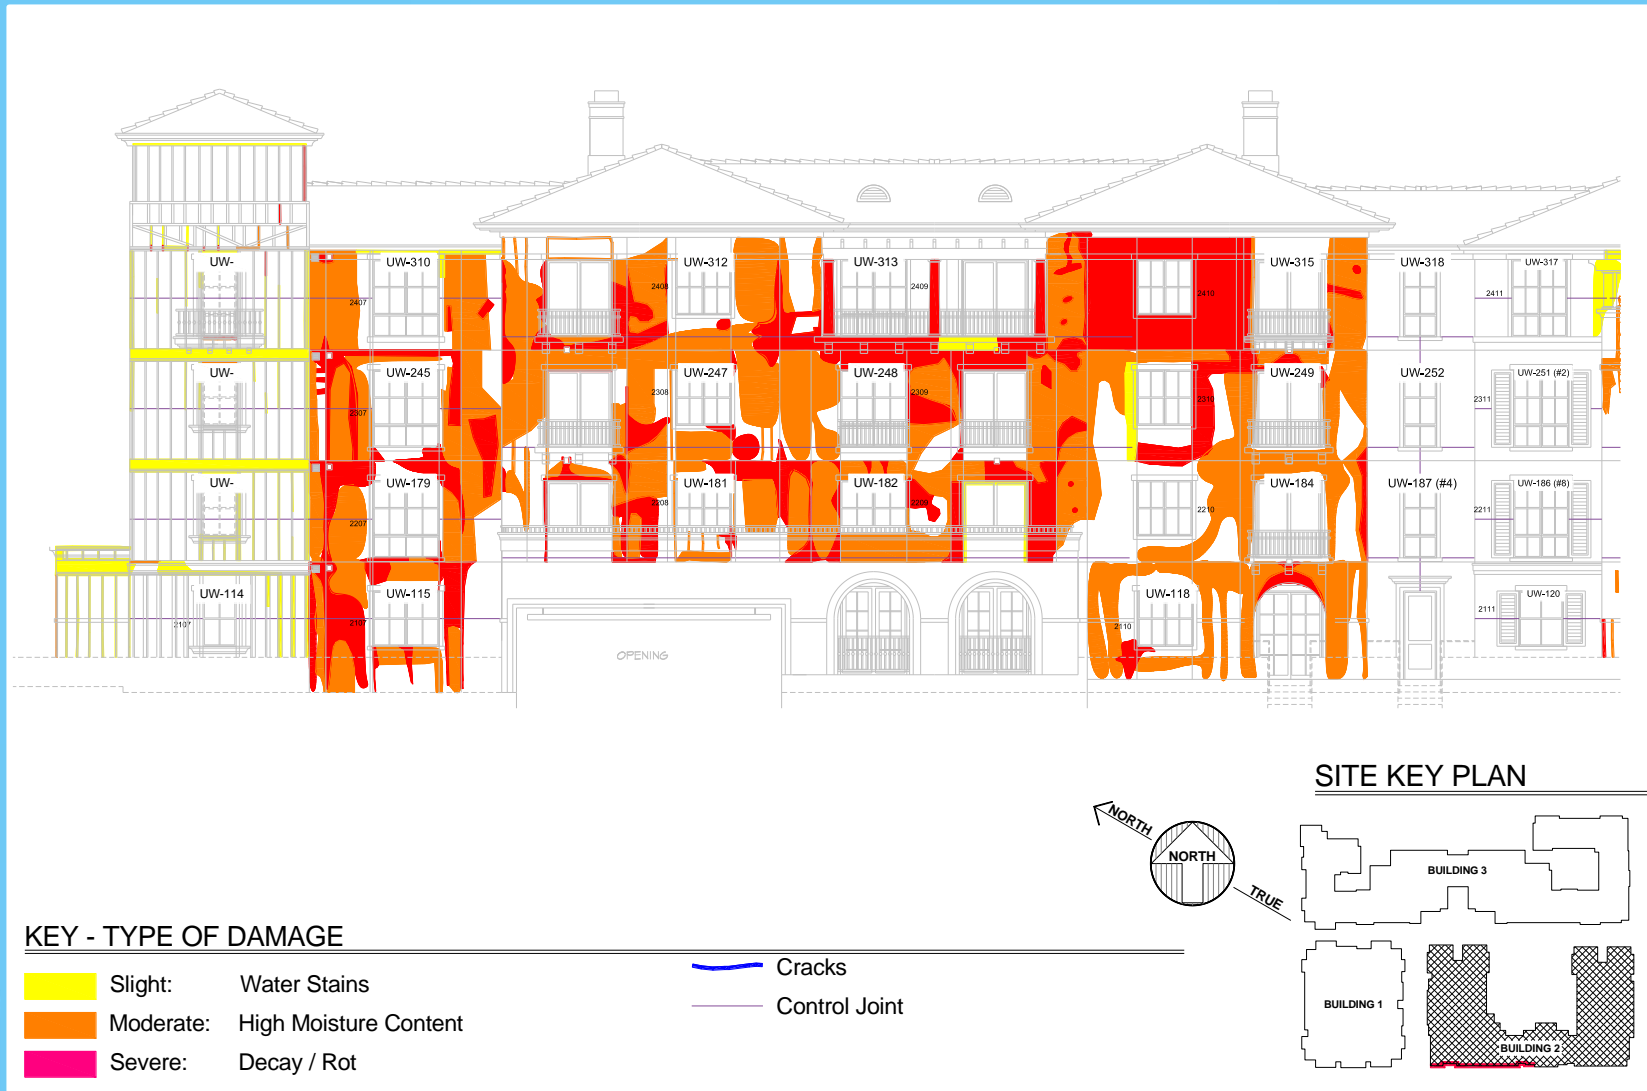 UW-
UW-310
UW-312
UW-313
UW-315
UW-318
UW-317
2407
2408
2409
2410
2411
UW-
UW-245
UW-247
UW-248
UW-249
UW-252
UW-251 (#2)
2307
2308
2309
2310
2311
UW-
UW-179
UW-181
UW-182
UW-184
UW-187 (#4)
UW-186 (#8)
2207
2208
2209
2210
2211
UW-114
UW-115
UW-118
UW-120
2107
2107
2110
2111
OPENING
SITE KEY PLAN
NORTH
NORTH
TRUE
BUILDING 3
BUILDING 1
BUILDING 2
KEY - TYPE OF DAMAGE
Slight: Water Stains
Moderate: High Moisture Content
Severe: Decay / Rot
Cracks
Control Joint